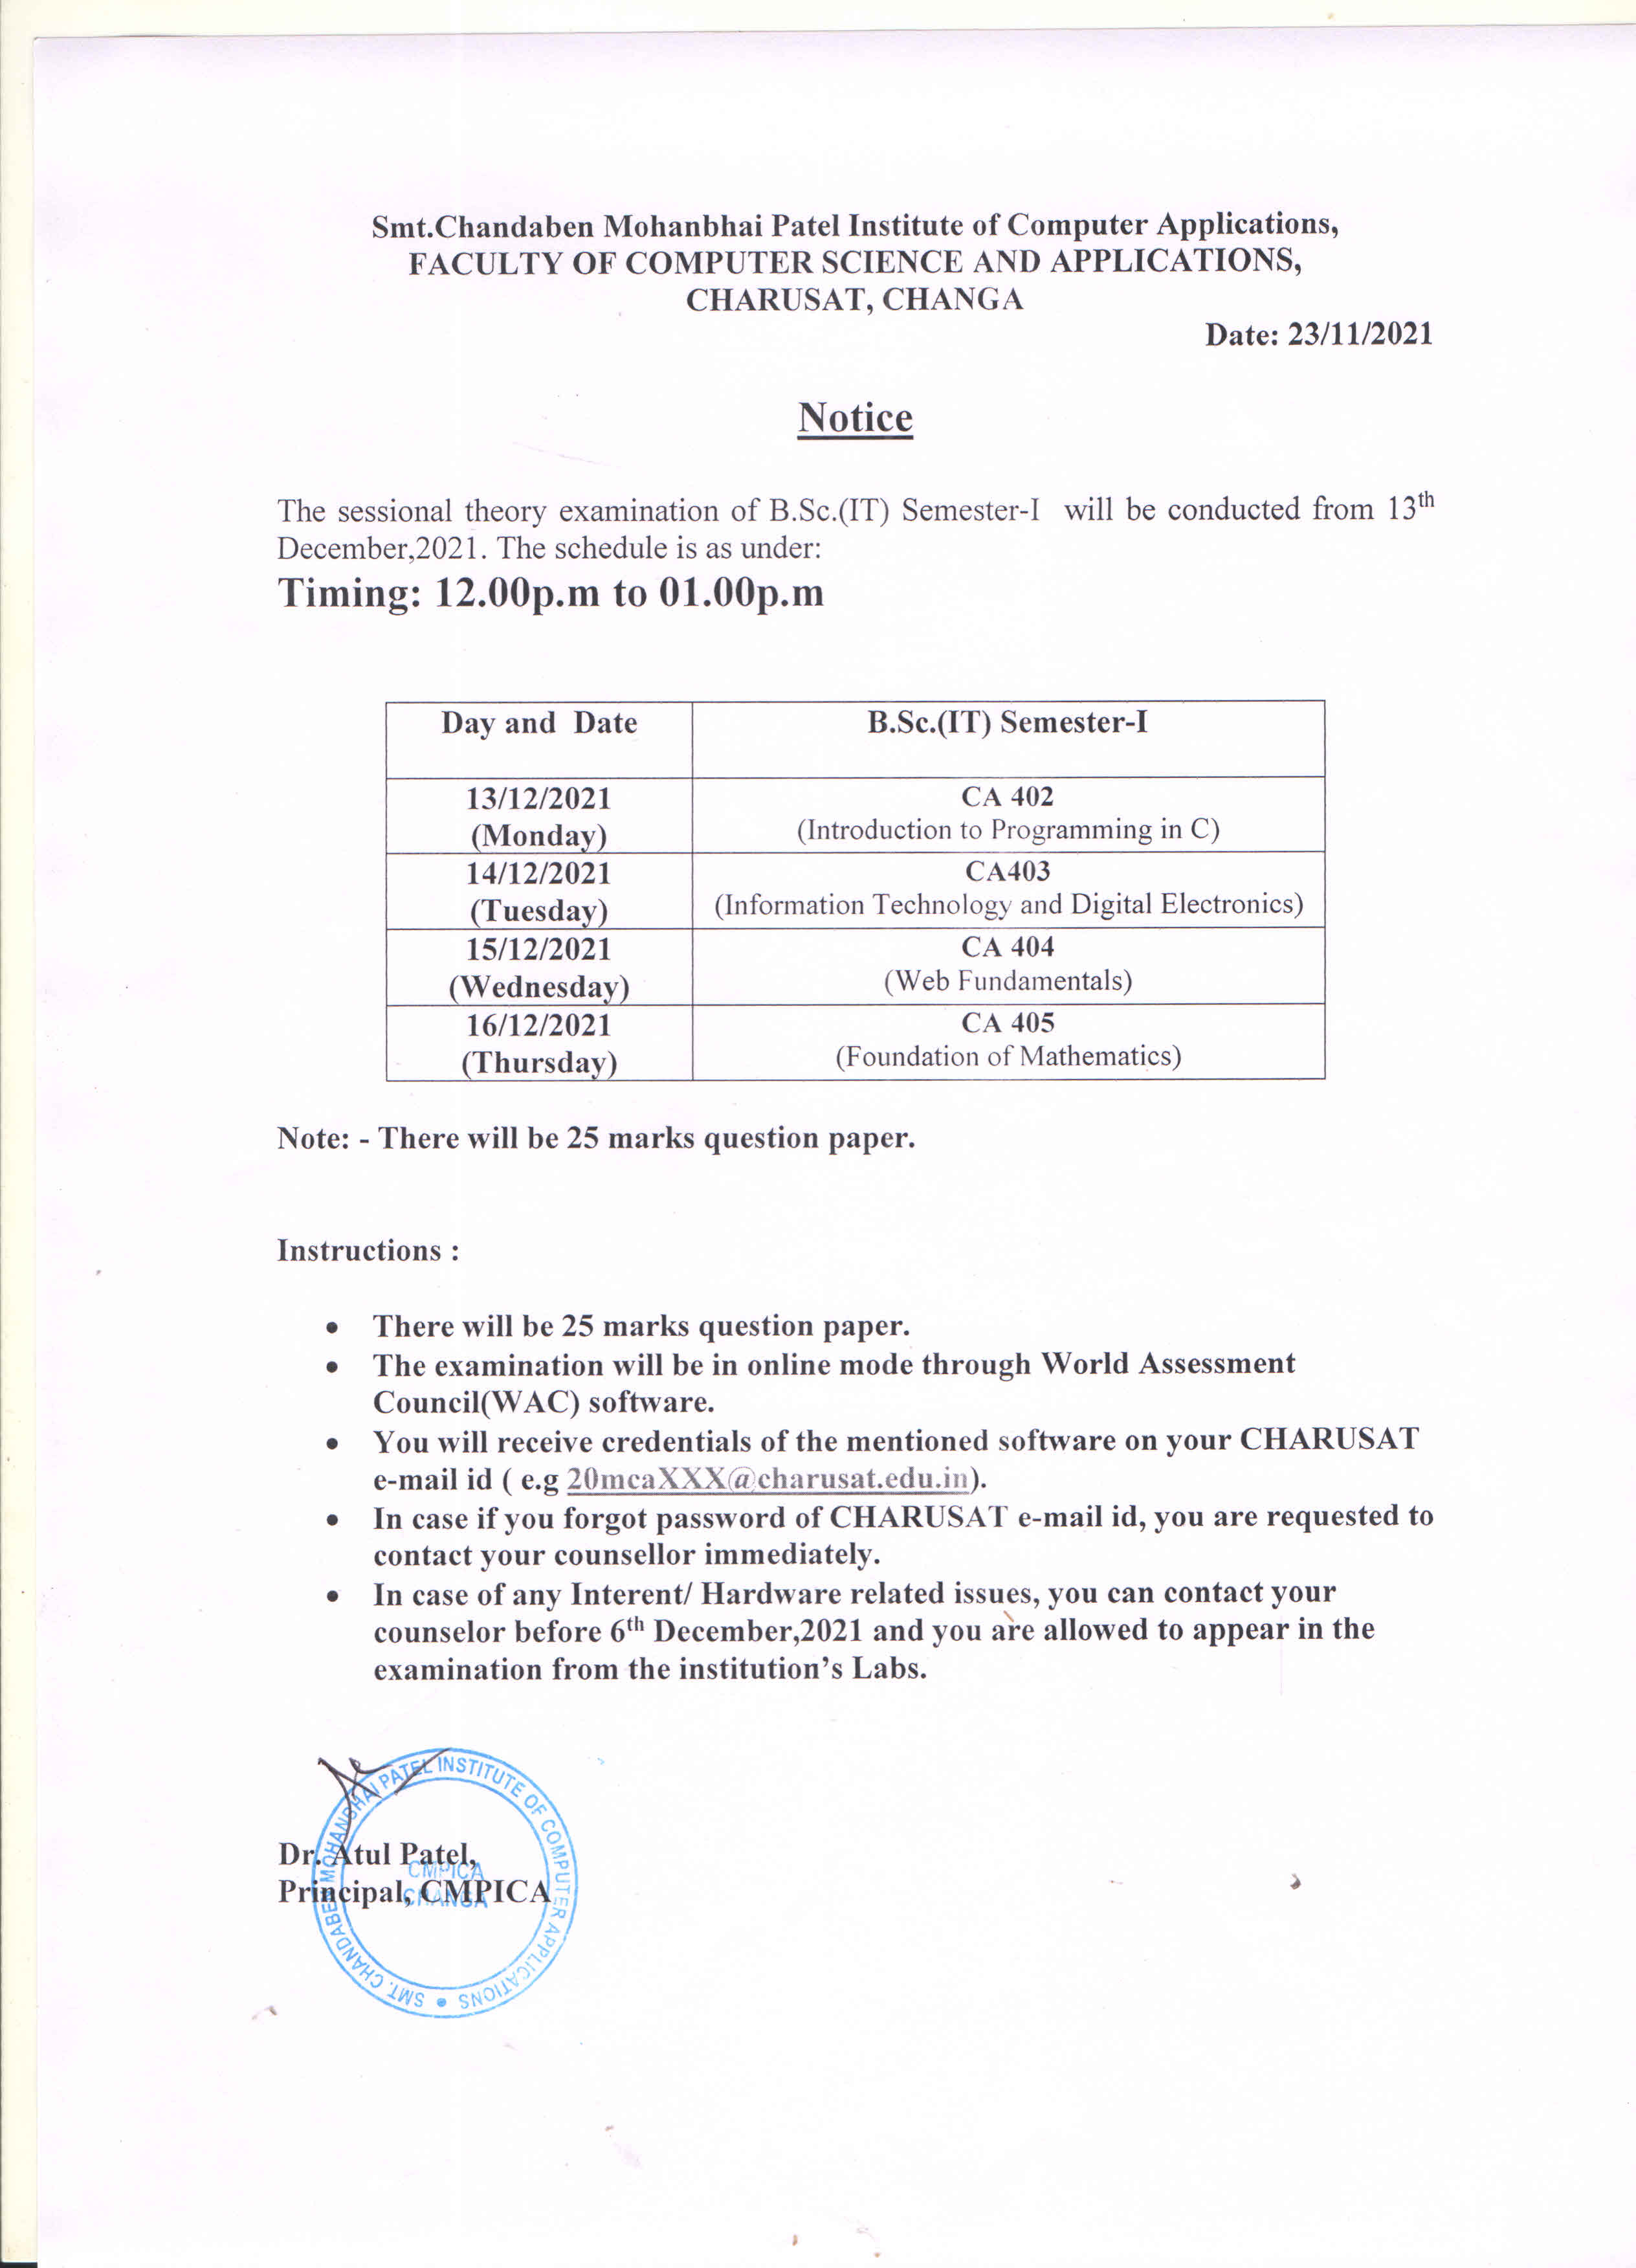 Smt.Chandaben Mohanbhai Patel Institute of Computer Applications,
FACULTY OF COMPUTER SCIENCE AND APPLICATIONS,
CHARUSAT, CHANGA
Date: 23/11/2021
Notice
The sessional theory examination of B.Sc.(IT) Semester-I will be conducted from 13th
December,2021. The schedule is as under:
Timing: 12.00p.m to 01.00p.m
Day and Date B.Sc.(IT) Semester-I
13/12/2021 CA 402
(Monday) (Introduction to Programming in C)
14/12/2021 CA403
(Tuesday) (Information Technology and Digital Electronics)
15/12/2021 CA 404
(Wednesday) (Web Fundamentals)
16/12/2021 CA 405
(Thursday) (Foundation of Mathematics)
Note: - There will be 25 marks question paper.
Instructions :
• There will be 25 marks question paper.
• The examination will be in online mode through World Assessment
Council(WAC) software.
• You will receive credentials of the mentioned software on your CHARUSAT
e-mail id ( e.g 20mcaXXX@charusat.edu.in).
• In case if you forgot password of CHARUSAT e-mail id, you are requested to
contact your counsellor immediately.
• In case of any Interent/ Hardware related issues, you can contact your
counselor before 6th December,2021 and you are allowed to appear in the
examination from the institution's Labs.
Dr. Atul Patel,
Principal, CMPICA
SMT. CHANDABEN MOHANBHAI PATEL INSTITUTE OF COMPUTER APPLICATIONS
CMPICA
CHANGA